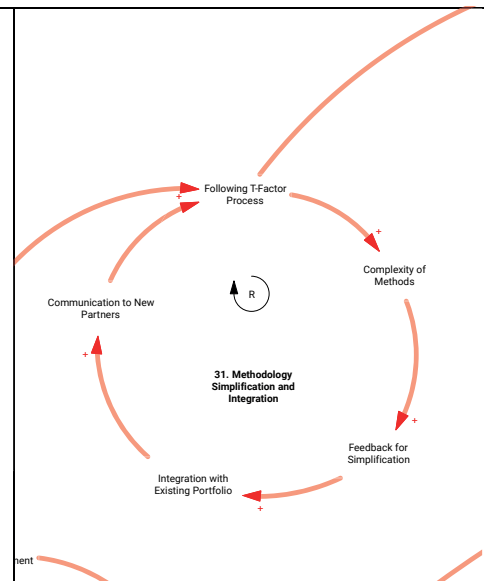 +
Following T-Factor
Process
+
Complexity of
Methods
R
Communication to New
Partners
+
31. Methodology
Simplification and
Integration
+
Feedback for
Simplification
Integration with
Existing Portfolio
+